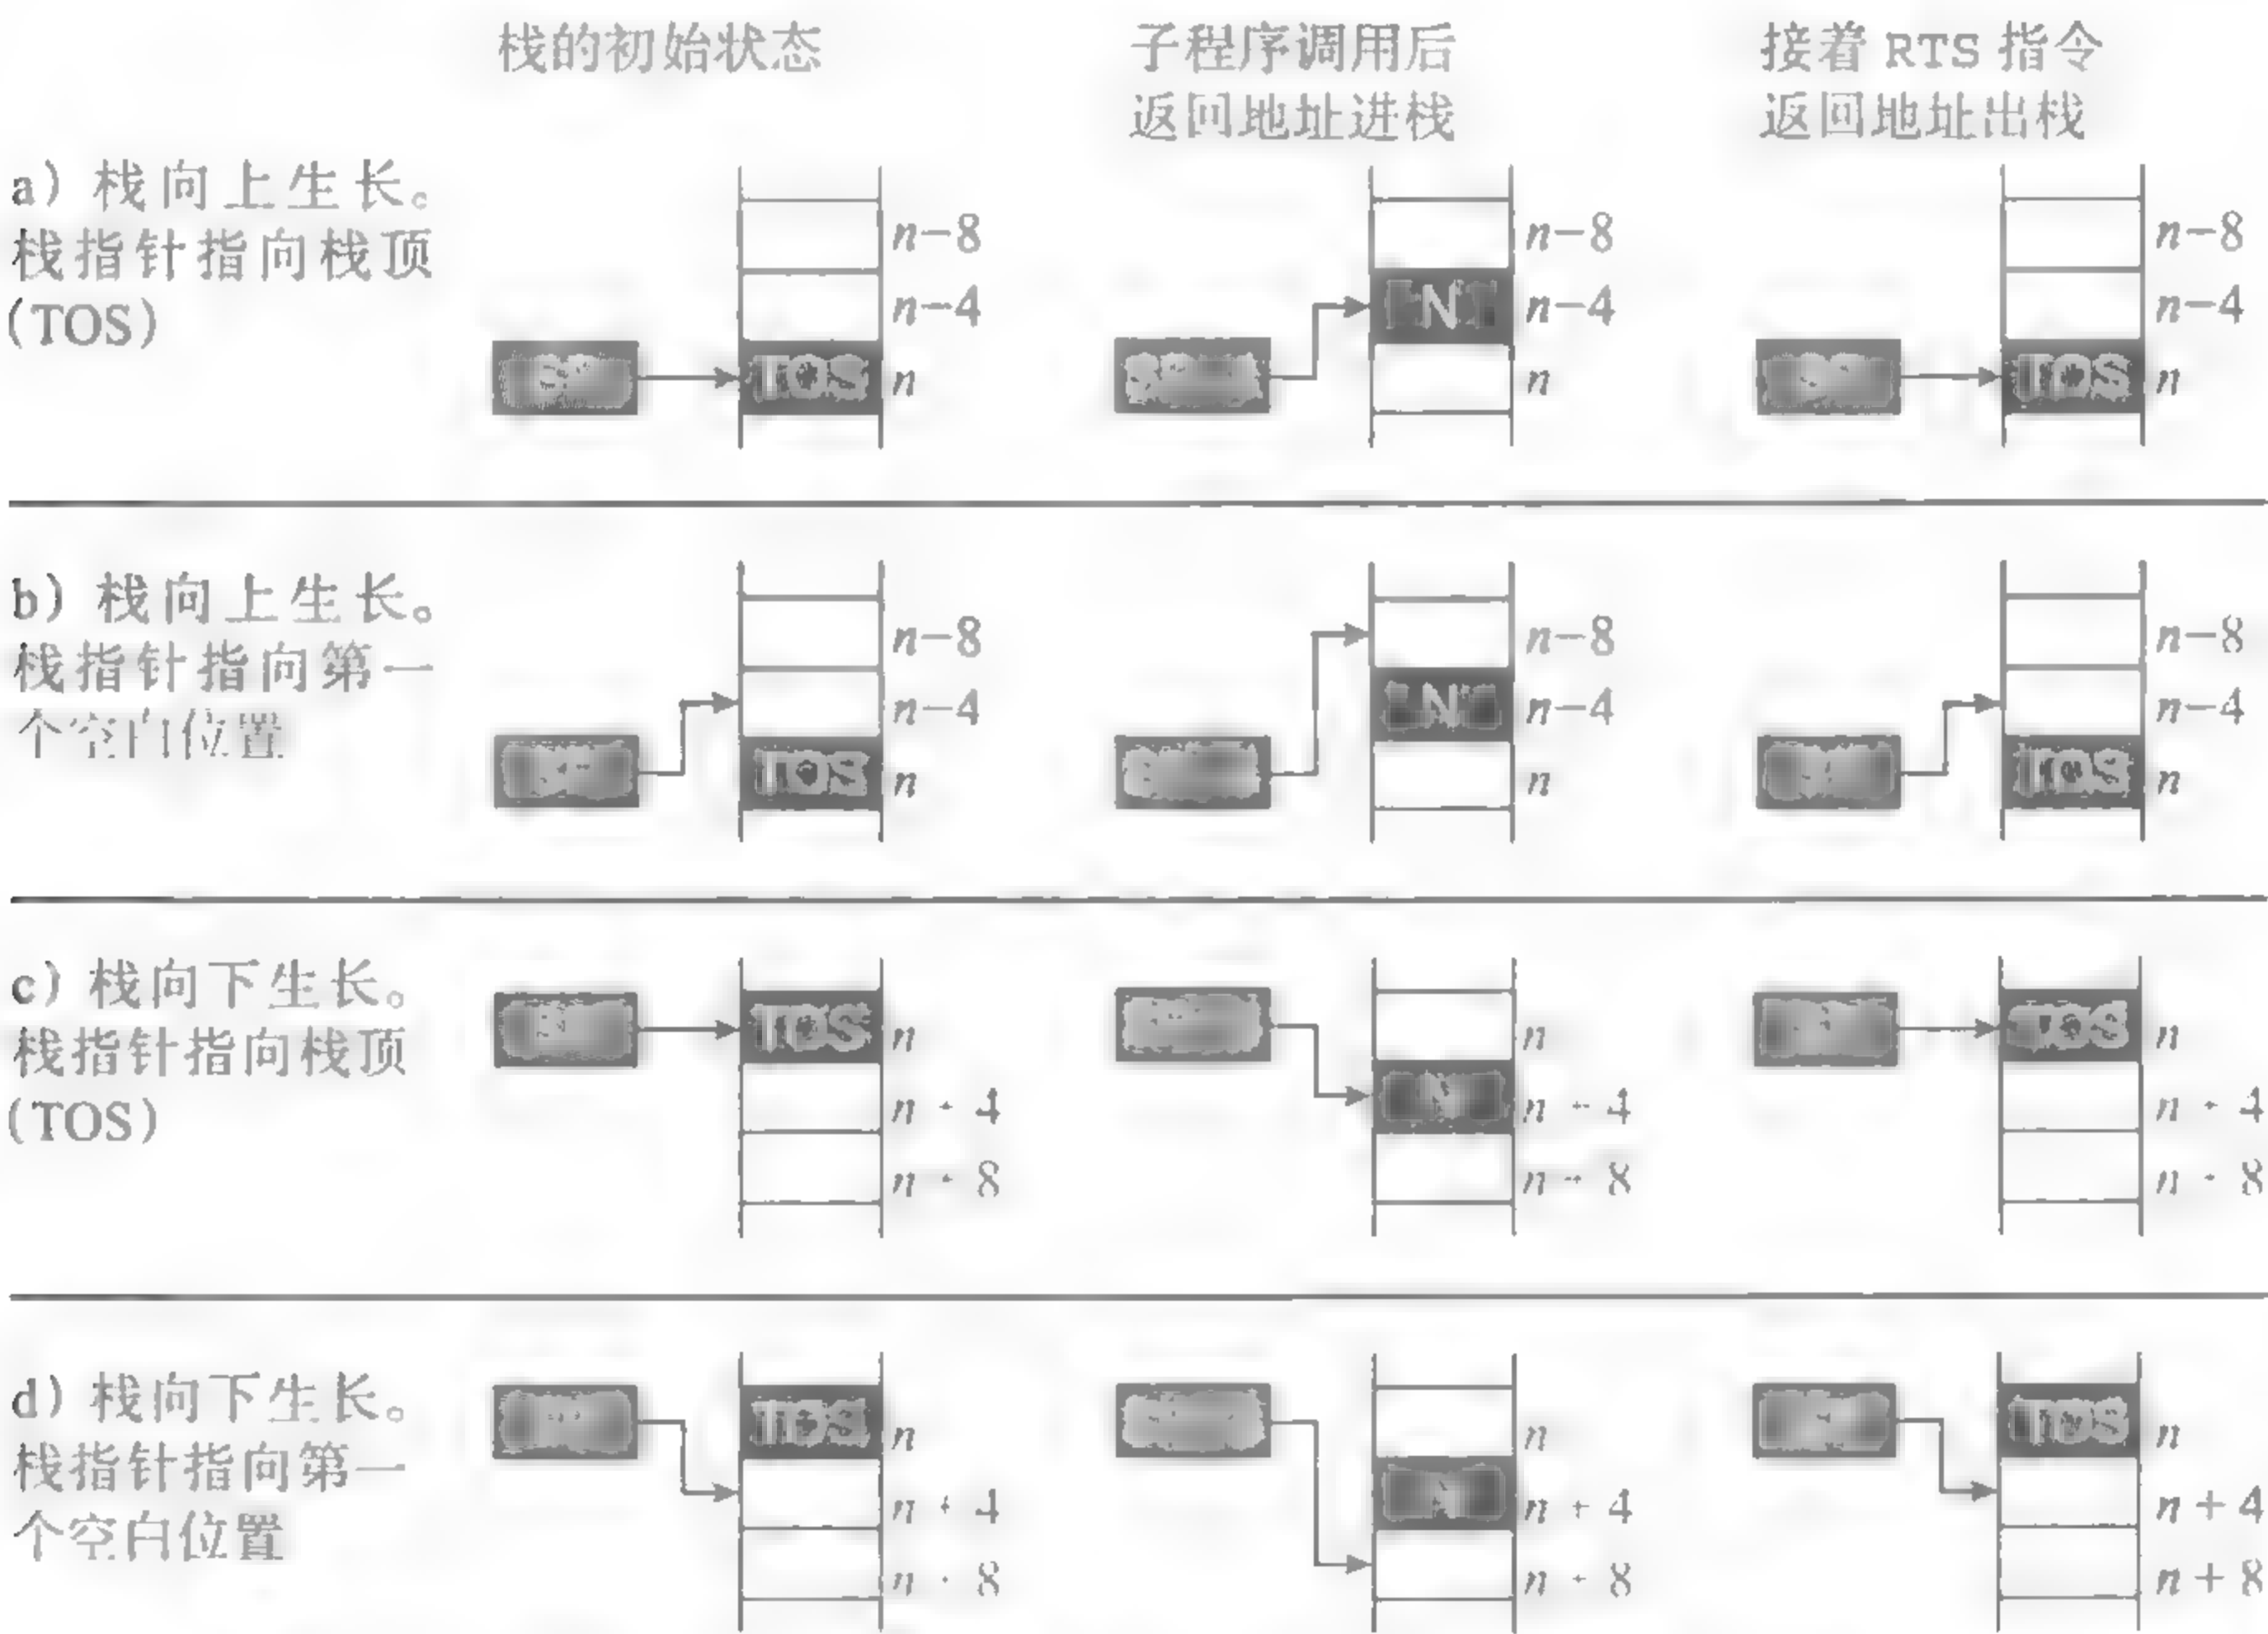 栈的初始状态
子程序调用后
返回地址进栈
接着 RTS 指令
返回地址出栈
a) 栈向上生长。
栈指针指向栈顶
(TOS)
n-8
n-4
TOS n
n-8
n-4
n
n-8
n-4
TOS n
b) 栈向上生长。
栈指针指向第一
个空白位置
n-8
n-4
TOS n
n-8
n-4
n
n-8
n-4
TOS n
c) 栈向下生长。
栈指针指向栈顶
(TOS)
TOS n
n + 4
n + 8
n
n + 4
n + 8
TOS n
n + 4
n + 8
d) 栈向下生长。
栈指针指向第一
个空白位置
TOS n
n + 4
n + 8
n
n + 4
n + 8
TOS n
n + 4
n + 8